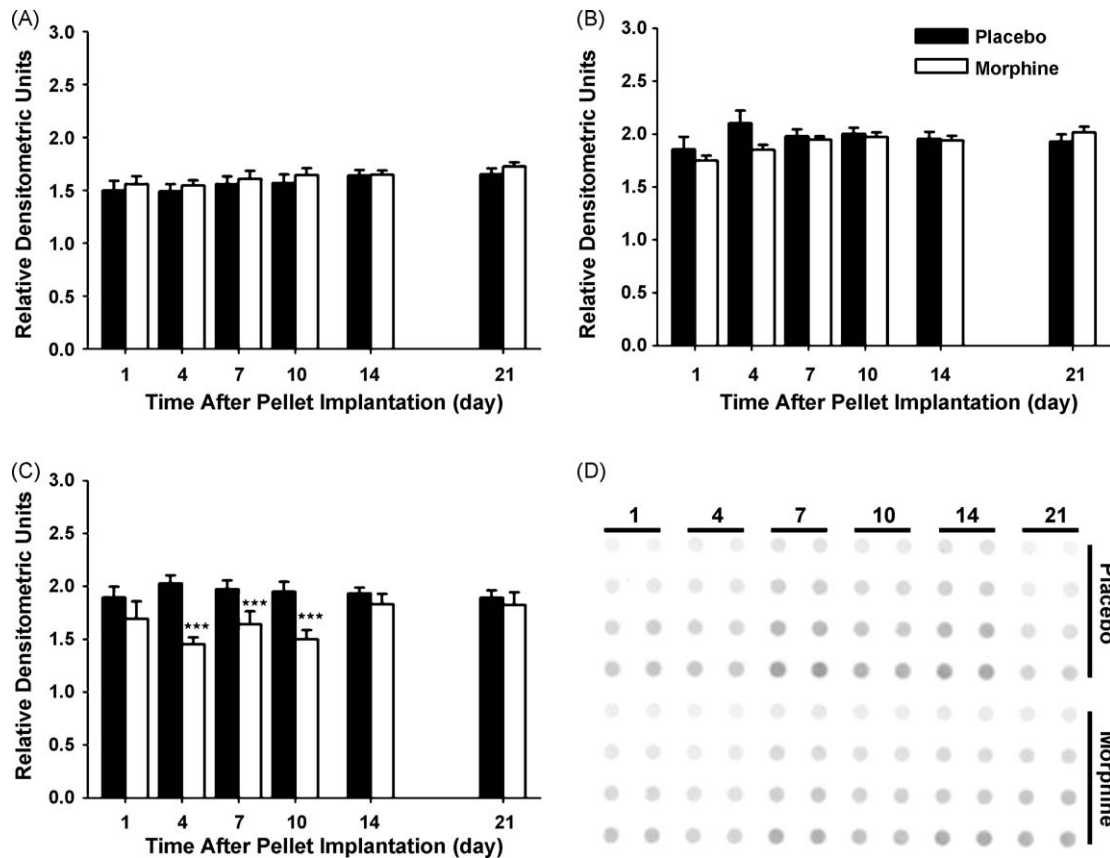 (A)
3.0
2.5
2.0
1.5
1.0
0.5
0.0
Relative Densitometric Units
1 4 7 10 14 21
Time After Pellet Implantation (day)
(B)
Placebo
Morphine
3.0
2.5
2.0
1.5
1.0
0.5
0.0
Relative Densitometric Units
1 4 7 10 14 21
Time After Pellet Implantation (day)
(C)
3.0
2.5
2.0
1.5
1.0
0.5
0.0
Relative Densitometric Units
*** *** ***
1 4 7 10 14 21
Time After Pellet Implantation (day)
(D)
1 4 7 10 14 21
Placebo
Morphine